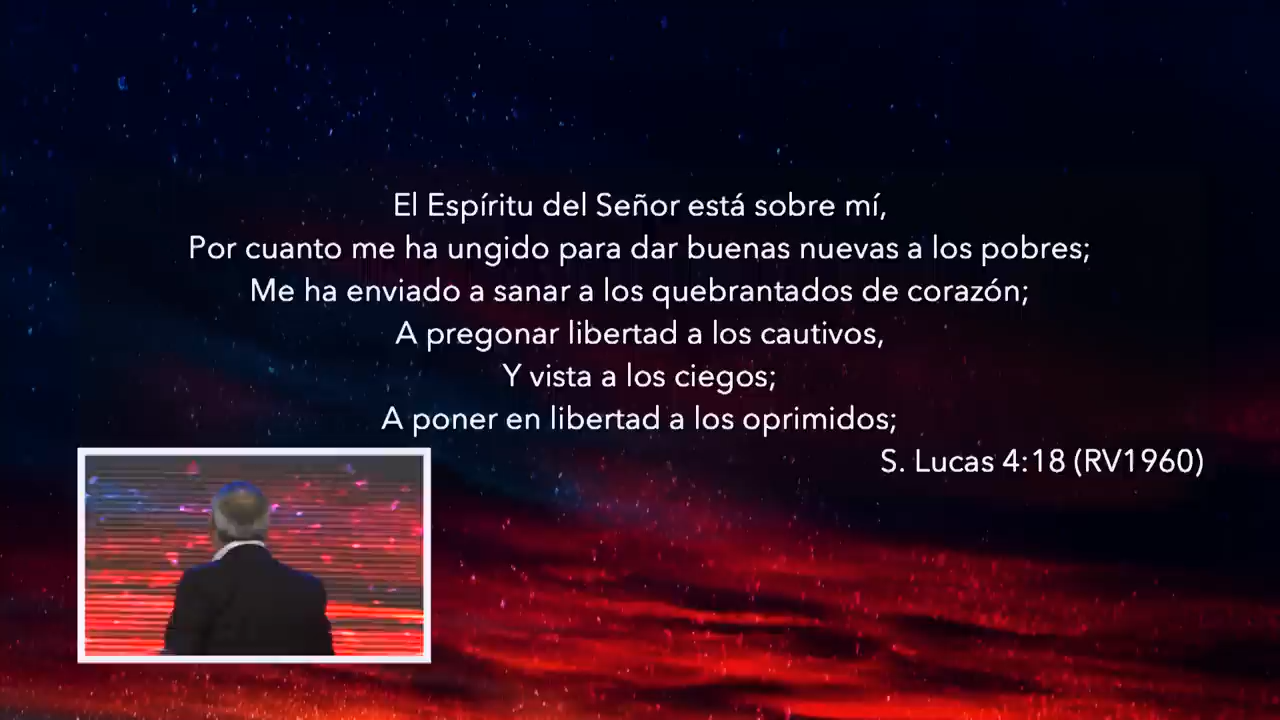 El Espíritu del Señor está sobre mí,
Por cuanto me ha ungido para dar buenas nuevas a los pobres;
Me ha enviado a sanar a los quebrantados de corazón;
A pregonar libertad a los cautivos,
Y vista a los ciegos;
A poner en libertad a los oprimidos;
S. Lucas 4:18 (RV1960)